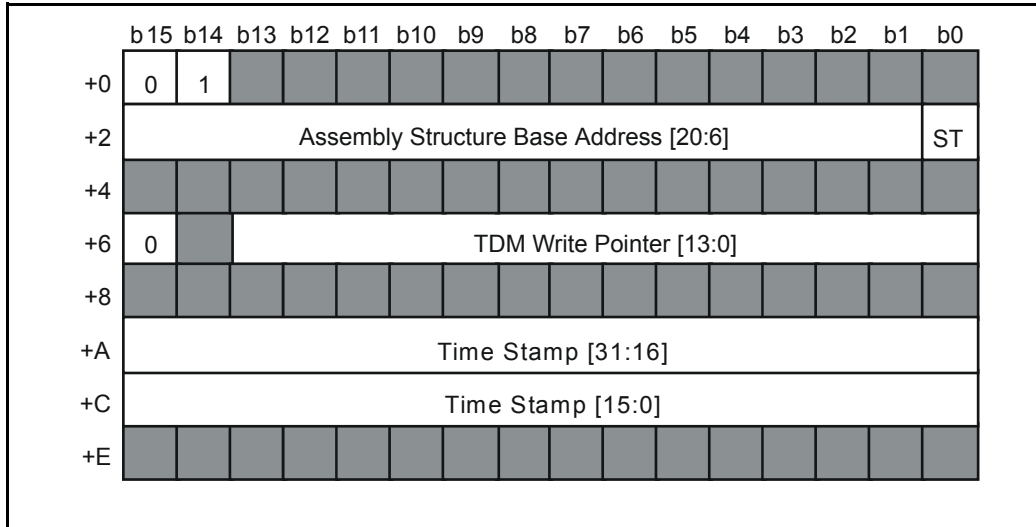 b15 b14 b13 b12 b11 b10 b9 b8 b7 b6 b5 b4 b3 b2 b1 b0
+0 0 1
+2 Assembly Structure Base Address [20:6] ST
+4
+6 0 TDM Write Pointer [13:0]
+8
+A Time Stamp [31:16]
+C Time Stamp [15:0]
+E